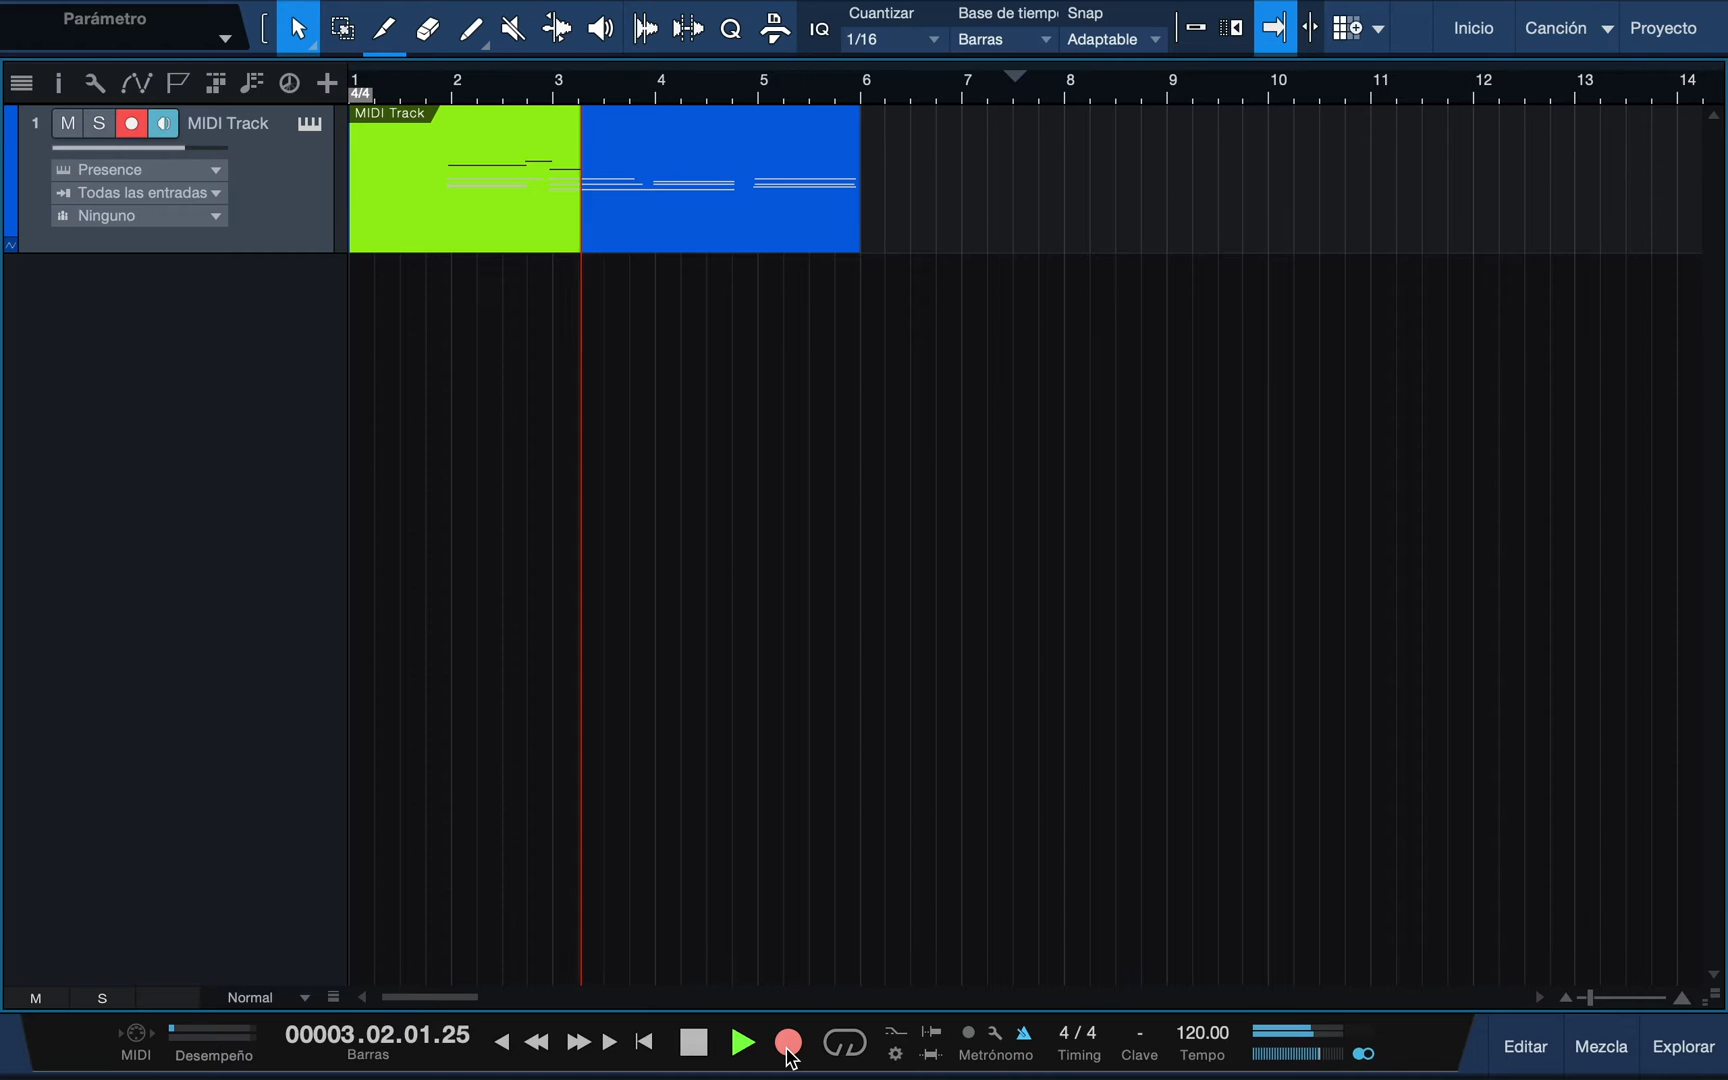 Parámetro
IQ
Cuantizar
1/16
Base de tiemp
Barras
Snap
Adaptable
Inicio
Canción
Proyecto
1 2 3 4 5 6 7 8 9 10 11 12 13 14
4/4
1 M S MIDI Track
Presence
Todas las entradas
Ninguno
MIDI Track
M S Normal
MIDI
Desempeño
00003.02.01.25
Barras
Metrónomo
4 / 4
Timing
-
Clave
120.00
Tempo
Editar
Mezcla
Explorar